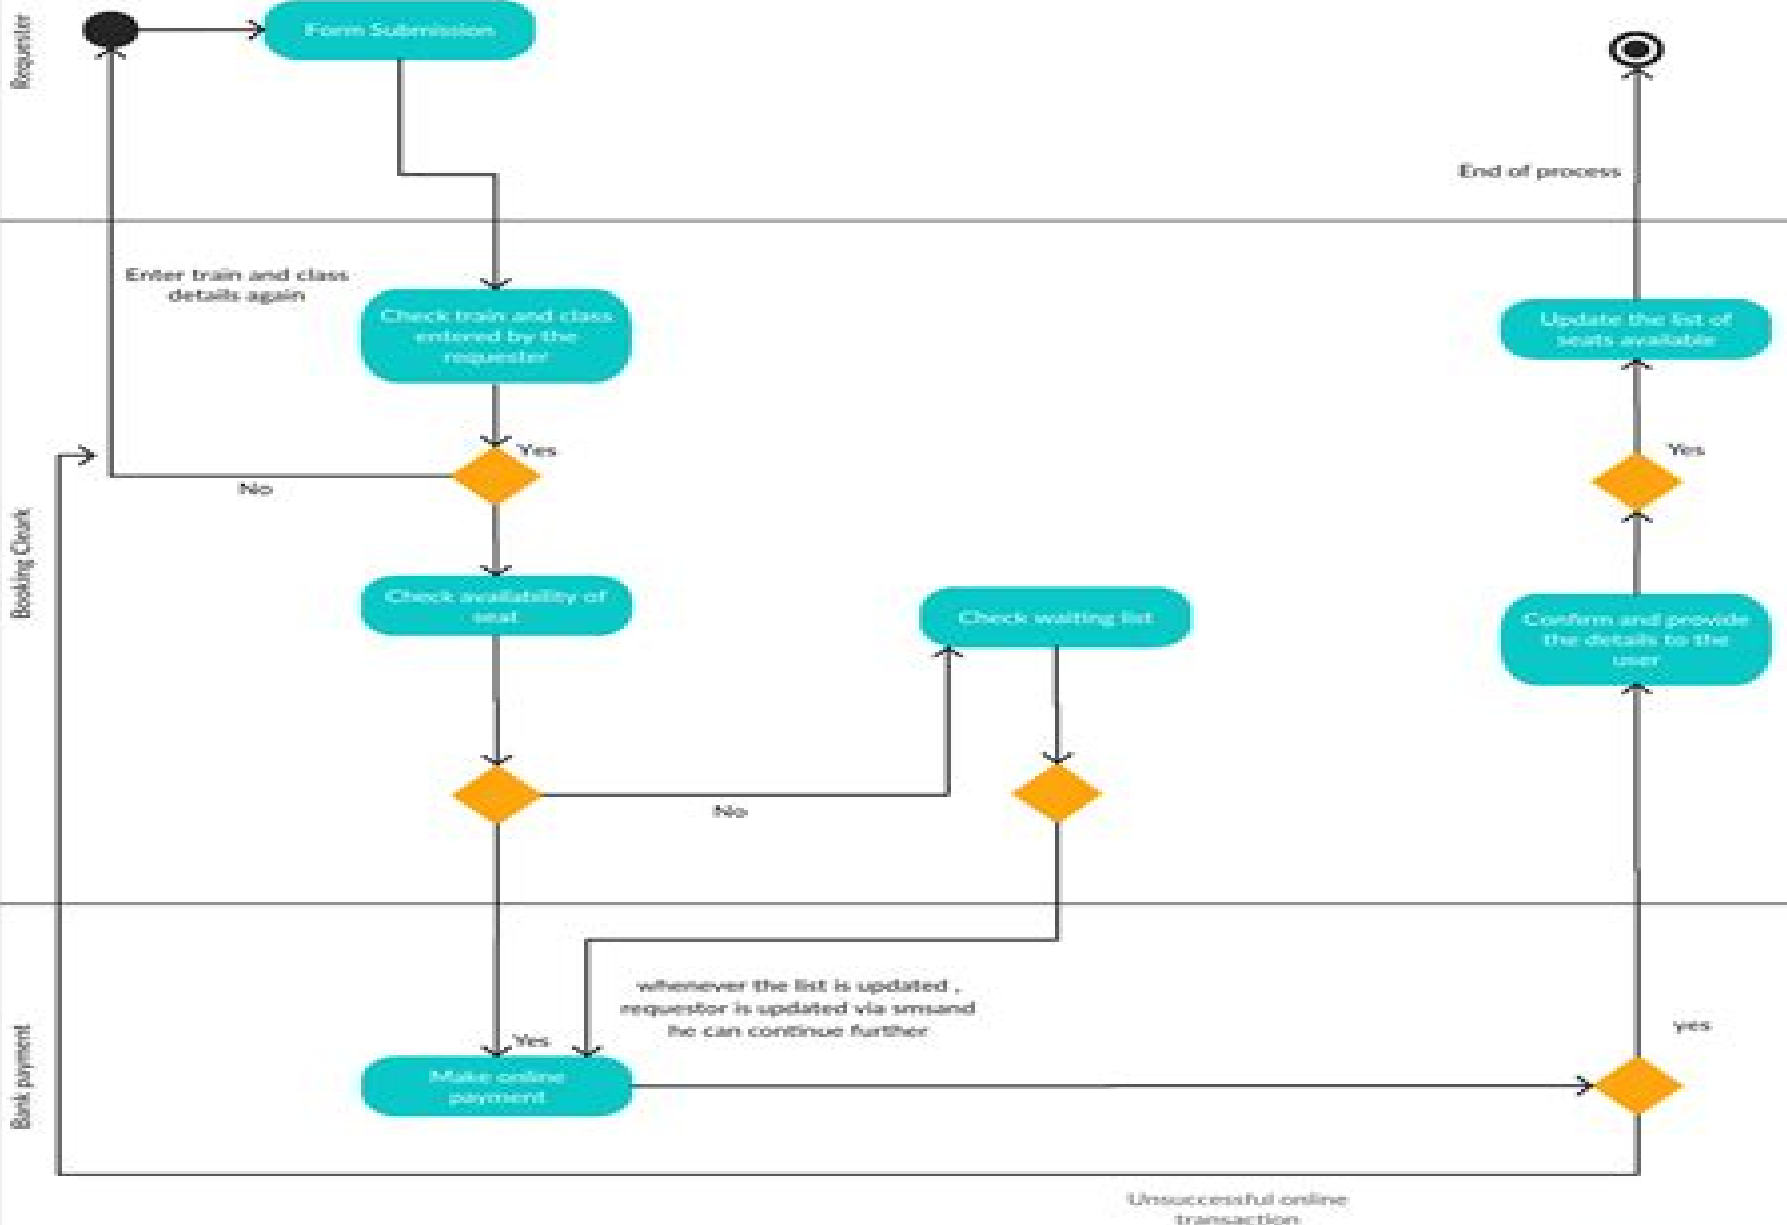 Requester
Form Submission
End of process
Enter train and class
details again
Check train and class
entered by the
requester
Update the list of
seats available
Yes
No
Yes
Booking Cleark
Check availability of
seat
Check waiting list
Confirm and provide
the details to the
user
No
whenever the list is updated ,
requestor is updated via smsand
he can continue further
Yes
yes
Bank payment
Make online
payment
Unsuccessful online
transaction